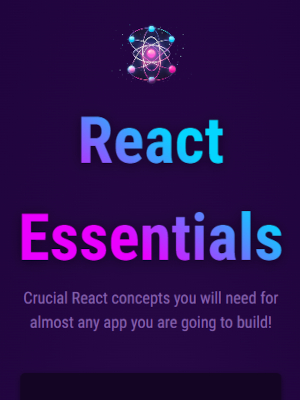 React
Essentials
Crucial React concepts you will need for
almost any app you are going to build!